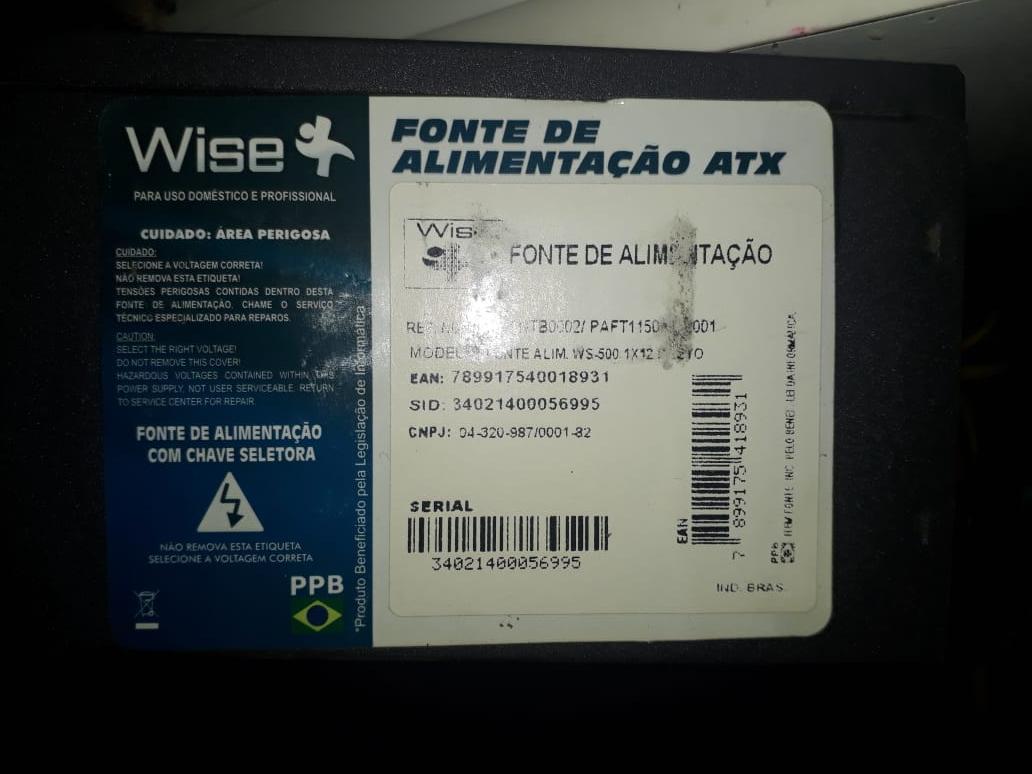 Wise
PARA USO DOMÉSTICO E PROFISSIONAL
CUIDADO: ÁREA PERIGOSA
CUIDADO:
SELECIONE A VOLTAGEM CORRETA!
NÃO REMOVA ESTA ETIQUETA!
TENSÕES PERIGOSAS CONTIDAS DENTRO DESTA
FONTE DE ALIMENTAÇÃO, CHAME O SERVIÇO
TÉCNICO ESPECIALIZADO PARA REPAROS.
CAUTION:
SELECT THE RIGHT VOLTAGE!
DO NOT REMOVE THIS COVER!
HAZARDOUS VOLTAGES CONTAINED WITHIN THIS
POWER SUPPLY, NOT USER SERVICEABLE. RETURN
TO SERVICE CENTER FOR REPAIR.
FONTE DE ALIMENTAÇÃO
COM CHAVE SELETORA
NÃO REMOVA ESTA ETIQUETA
SELECIONE A VOLTAGEM CORRETA
PPB
*Produto Beneficiado pela Legislação de Informática
FONTE DE
ALIMENTAÇÃO ATX
FONTE DE
FONTE ALIM. WS-500
EAN: 789917540018931
SID: 34021400056995
CNPJ: 04-320-987/0001-82
SERIAL
34021400056995
EAN
7 899175 418931
PPB
IND. BRAS.